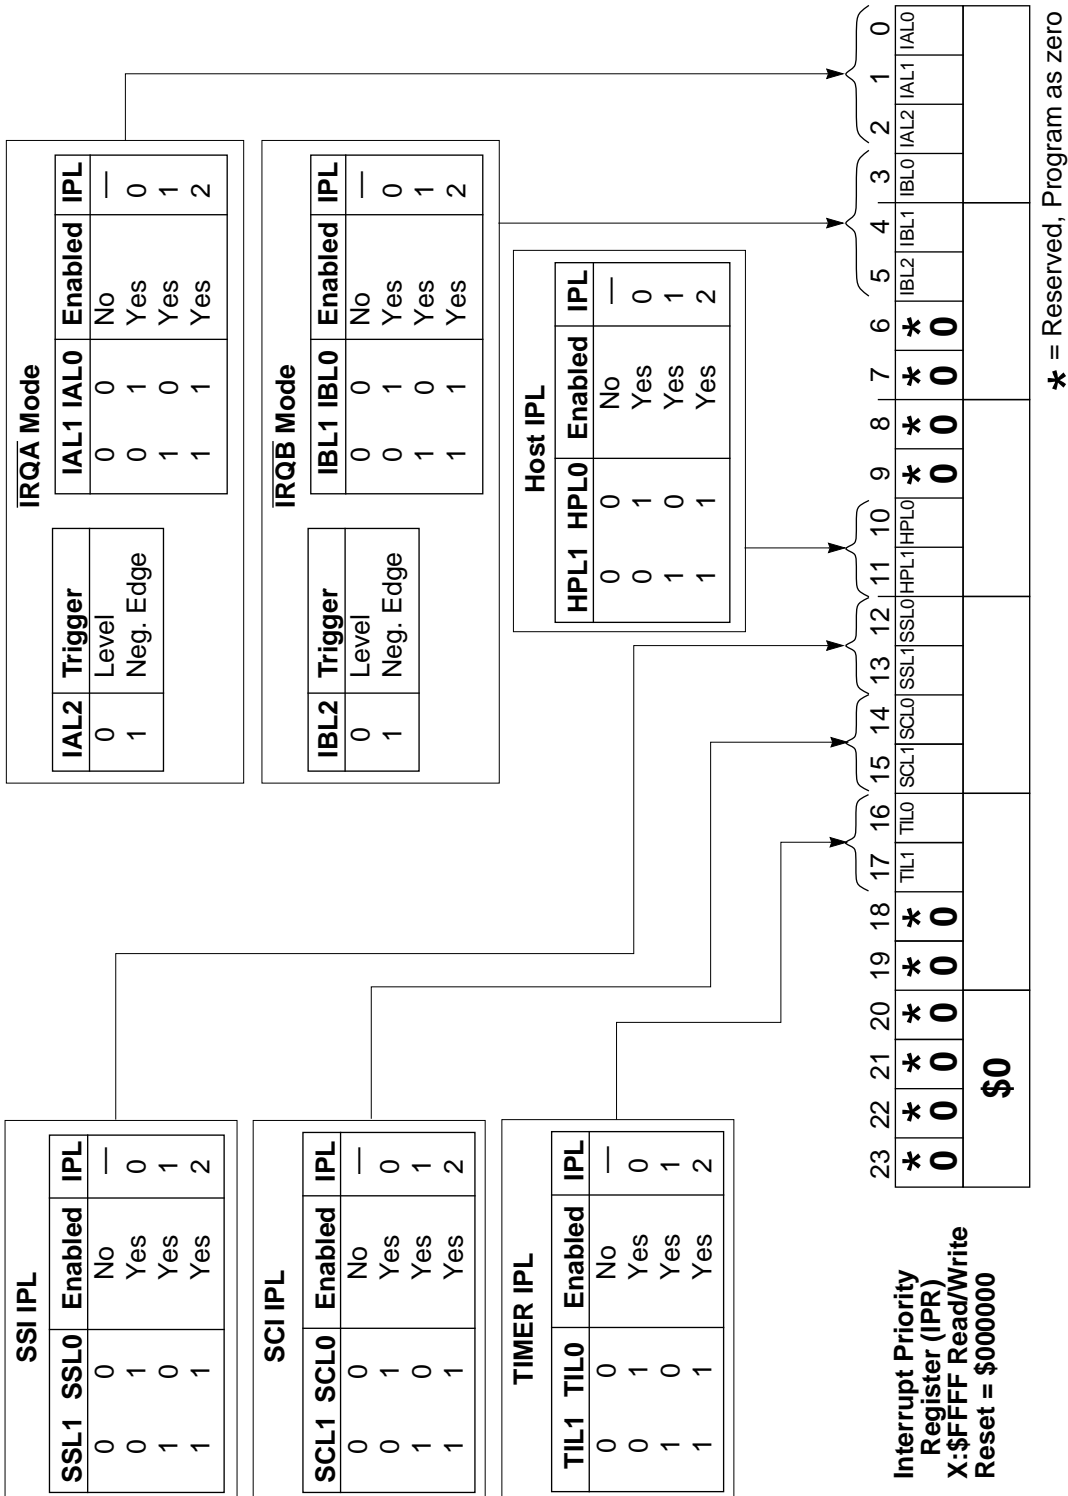 SSI IPL
SSL1 SSL0 Enabled IPL
0 0 No —
0 1 Yes 0
1 0 Yes 1
1 1 Yes 2
SCI IPL
SCL1 SCL0 Enabled IPL
0 0 No —
0 1 Yes 0
1 0 Yes 1
1 1 Yes 2
TIMER IPL
TIL1 TIL0 Enabled IPL
0 0 No —
0 1 Yes 0
1 0 Yes 1
1 1 Yes 2
IRQA Mode
IAL2 Trigger
0 Level
1 Neg. Edge
IAL1 IAL0 Enabled IPL
0 0 No —
0 1 Yes 0
1 0 Yes 1
1 1 Yes 2
IRQB Mode
IBL2 Trigger
0 Level
1 Neg. Edge
IBL1 IBL0 Enabled IPL
0 0 No —
0 1 Yes 0
1 0 Yes 1
1 1 Yes 2
Host IPL
HPL1 HPL0 Enabled IPL
0 0 No —
0 1 Yes 0
1 0 Yes 1
1 1 Yes 2
Interrupt Priority
Register (IPR)
X:$FFFF Read/Write
Reset = $000000
23 22 21 20 19 18 17 16 15 14 13 12 11 10 9 8 7 6 5 4 3 2 1 0
* * * * * * TIL1 TIL0 SCL1 SCL0 SSL1 SSL0 HPL1 HPL0 * * * * IBL2 IBL1 IBL0 IAL2 IAL1 IAL0
0 0 0 0 0 0 0 0 0 0
$0
* = Reserved, Program as zero